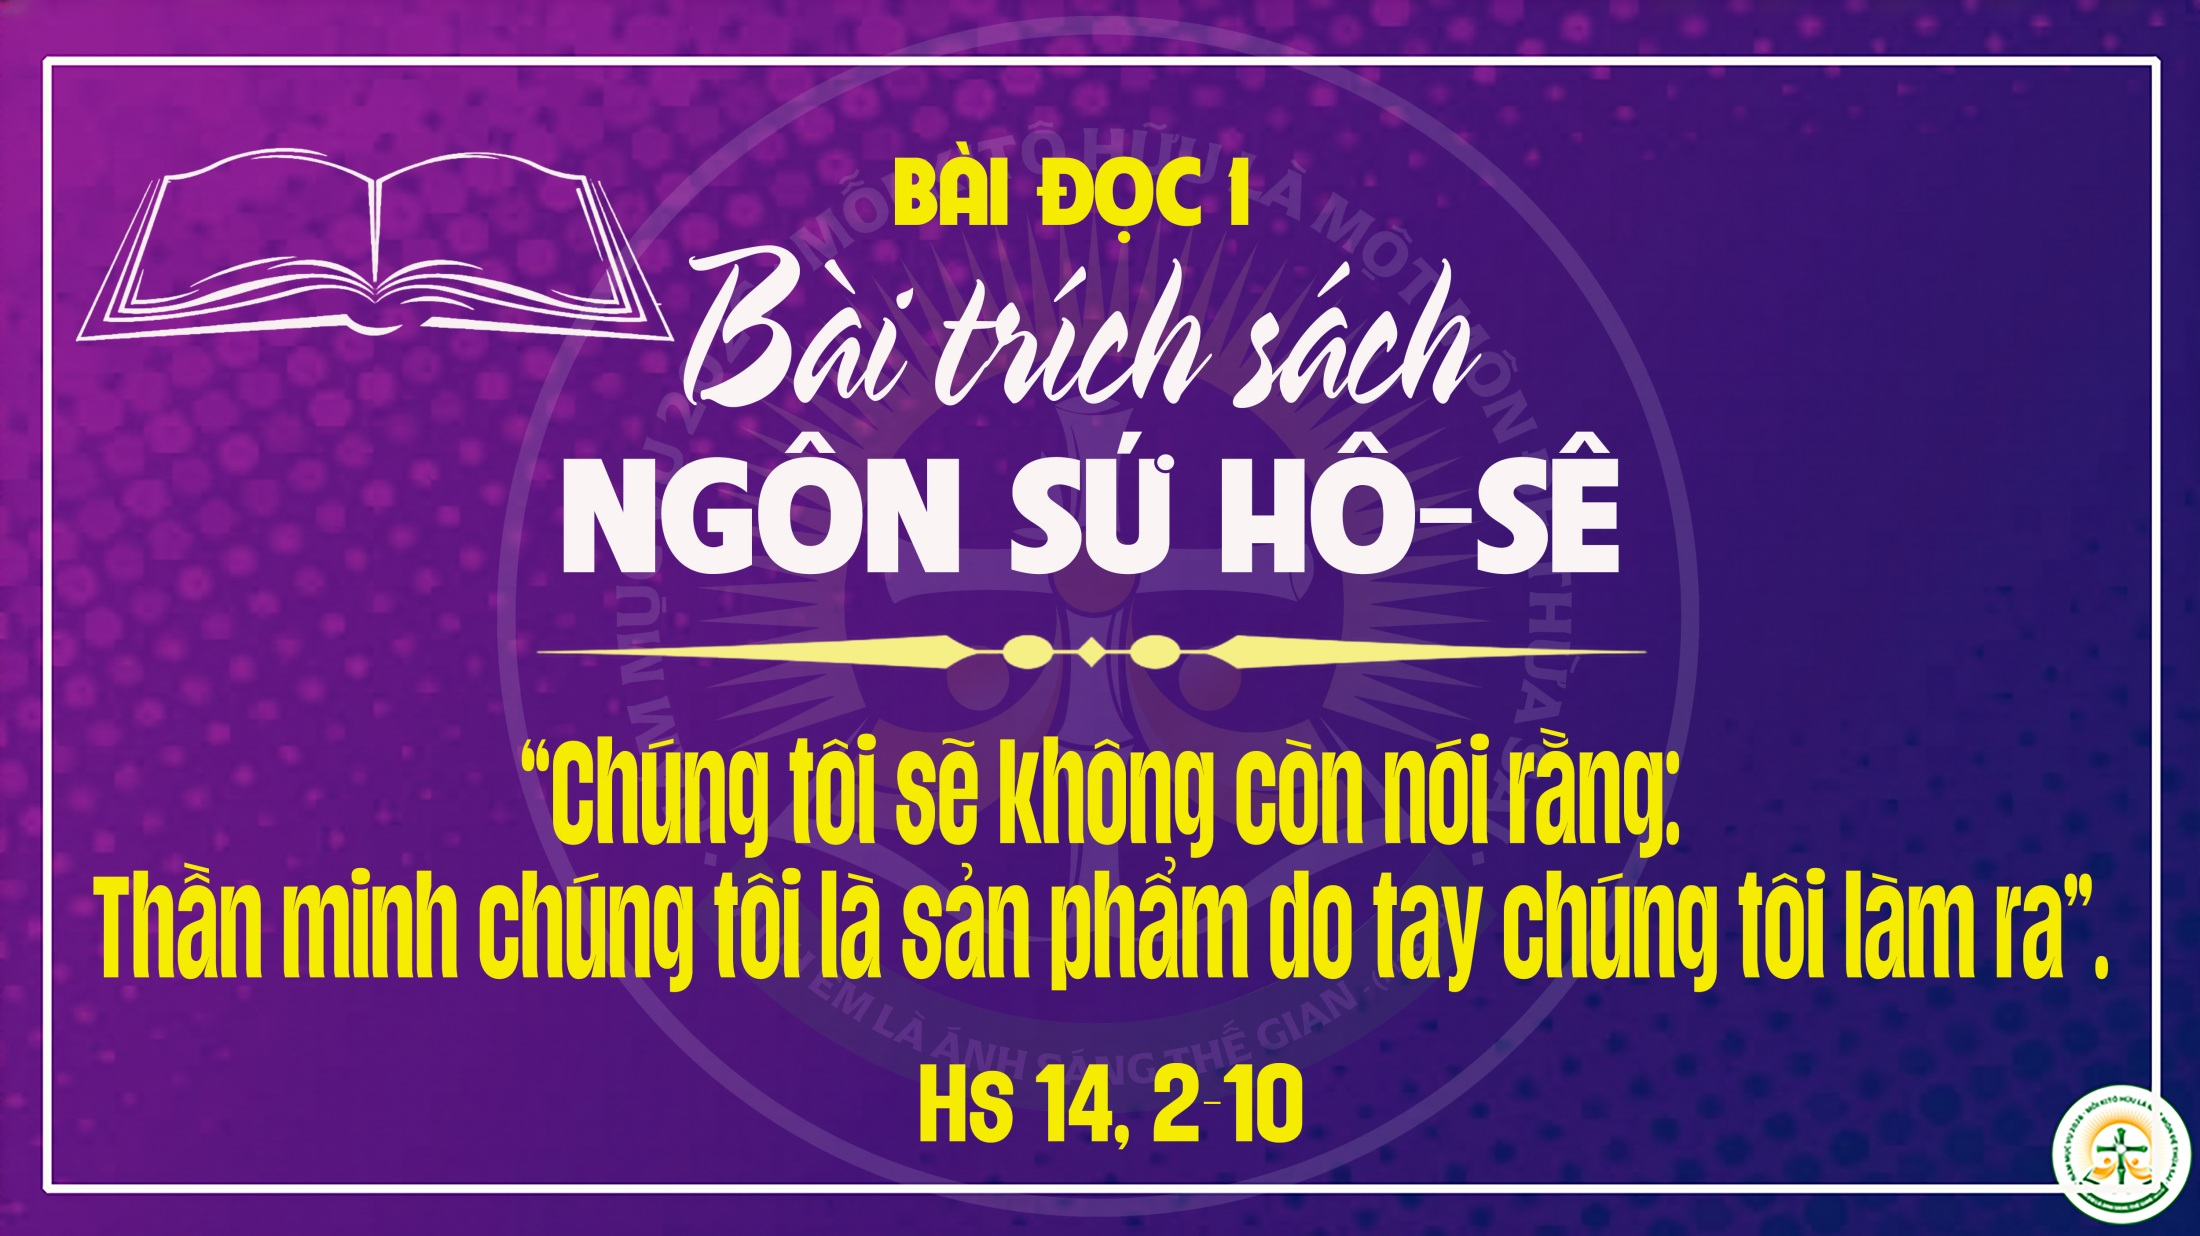 BÀI ĐỌC 1
Bài trích sách
NGÔN SỨ HÔ-SÊ
“Chúng tôi sẽ không còn nói rằng:
Thần minh chúng tôi là sản phẩm do tay chúng tôi làm ra”.
Hs 14, 2-10